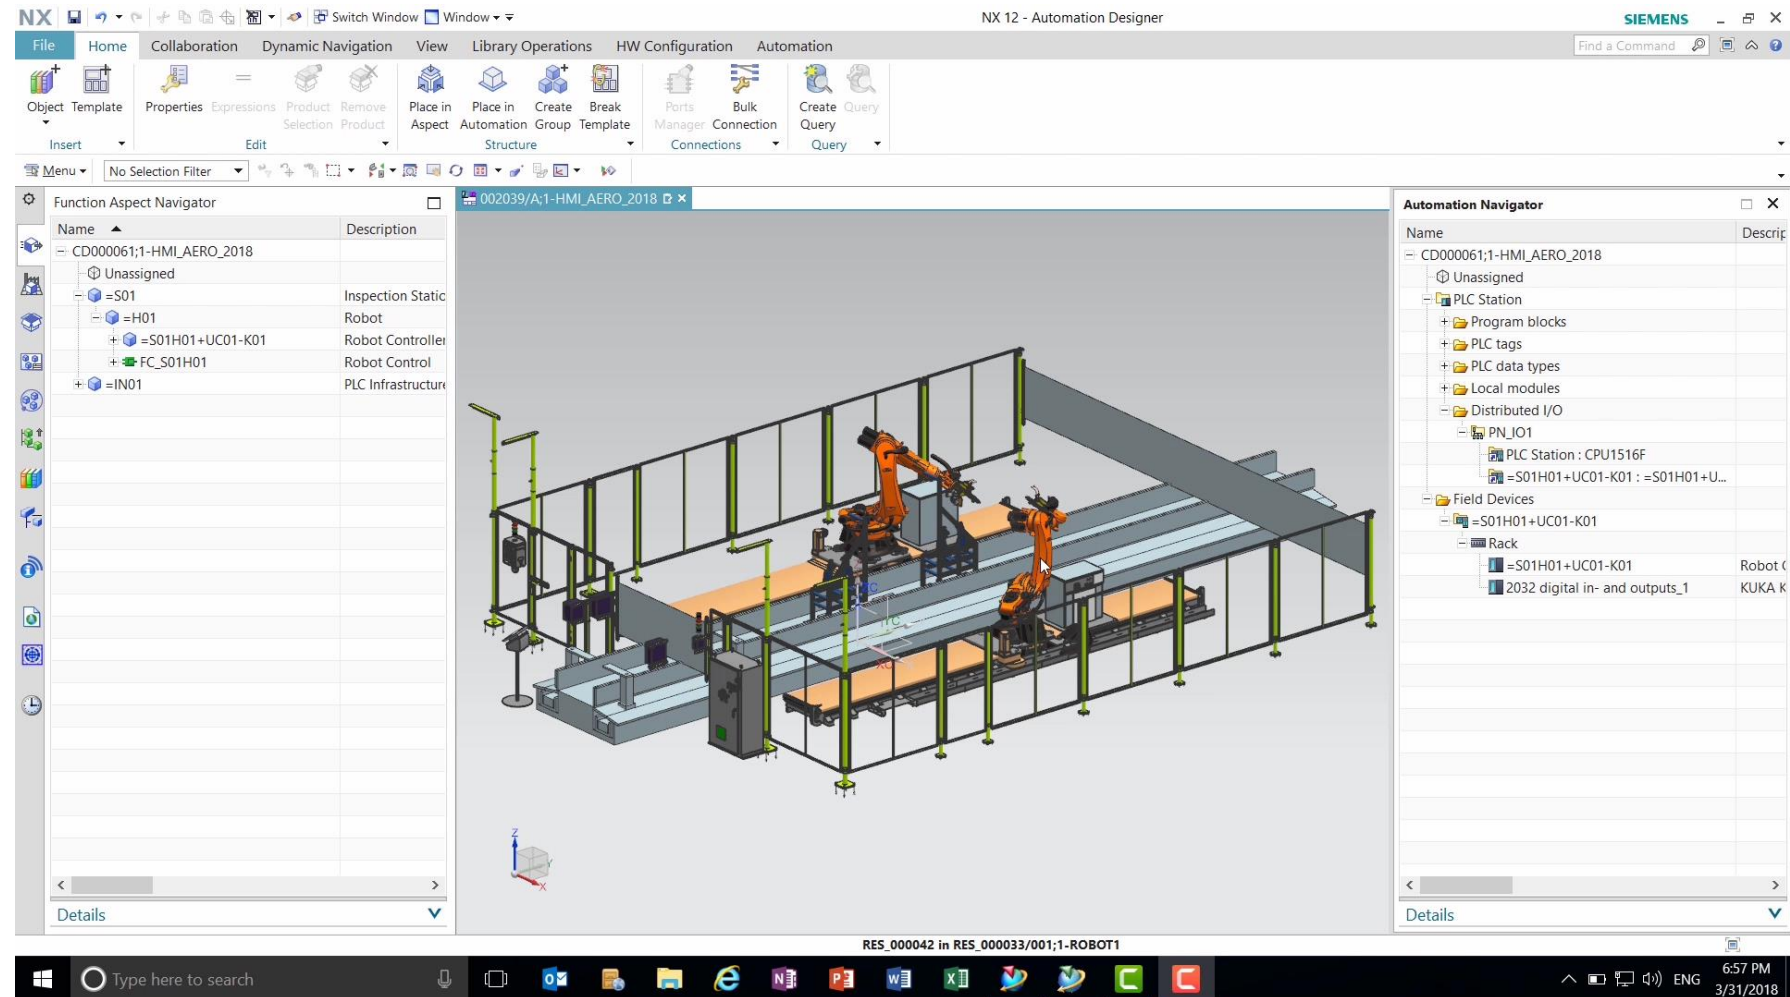 NX Switch Window Window NX 12 - Automation Designer SIEMENS
File Home Collaboration Dynamic Navigation View Library Operations HW Configuration Automation Find a Command
Object Template Properties Expressions Product Selection Remove Product Place in Aspect Place in Automation Create Group Break Template Ports Manager Bulk Connection Create Query Query
Insert Edit Structure Connections Query
Menu No Selection Filter
Function Aspect Navigator
Name Description
CD000061;1-HMI_AERO_2018
Unassigned
=S01 Inspection Static
=H01 Robot
=S01H01+UC01-K01 Robot Controller
FC_S01H01 Robot Control
=IN01 PLC Infrastructure
Details
002039/A;1-HMI_AERO_2018
XC
YC
ZC
Z
Y
X
Automation Navigator
Name Descrip
CD000061;1-HMI_AERO_2018
Unassigned
PLC Station
Program blocks
PLC tags
PLC data types
Local modules
Distributed I/O
PN_IO1
PLC Station : CPU1516F
=S01H01+UC01-K01 : =S01H01+U...
Field Devices
=S01H01+UC01-K01
Rack
=S01H01+UC01-K01 Robot C
2032 digital in- and outputs_1 KUKA K
Details
RES_000042 in RES_000033/001;1-ROBOT1
Type here to search
ENG
6:57 PM
3/31/2018